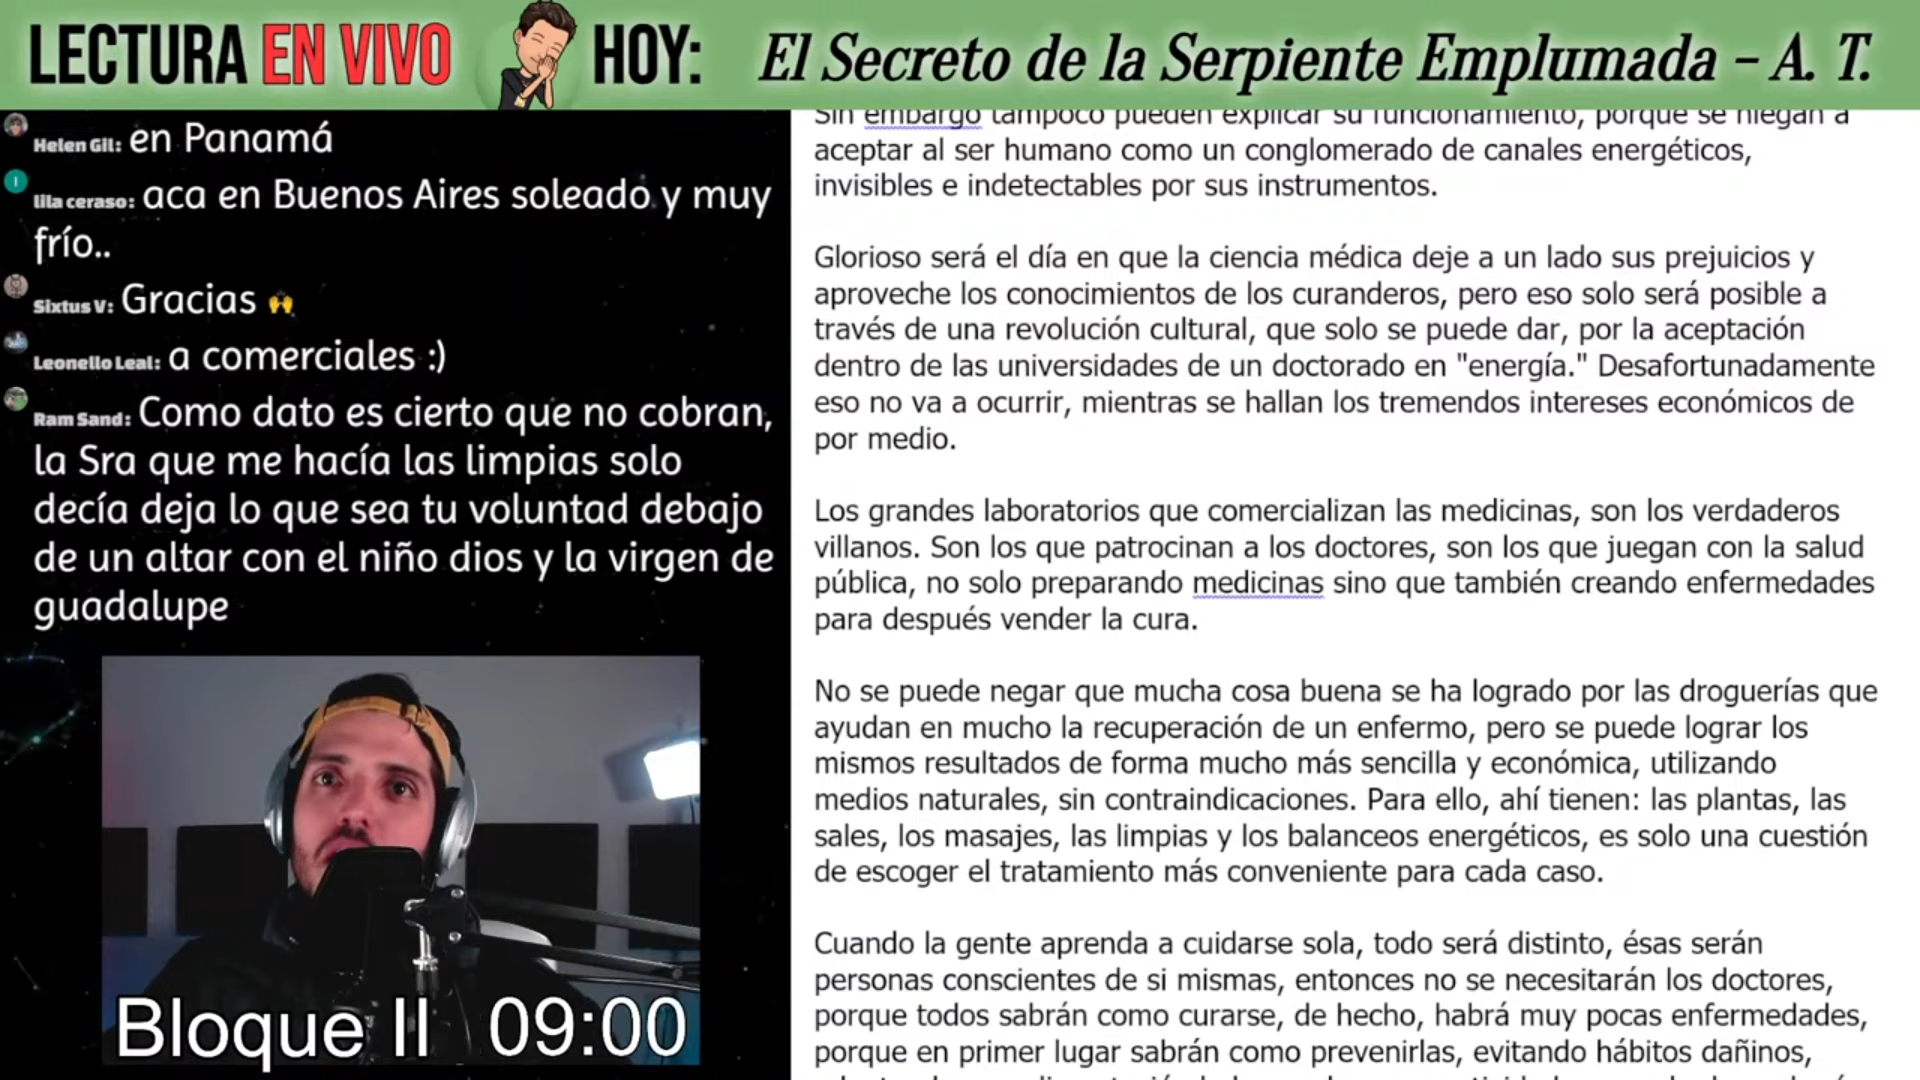 LECTURA EN VIVO HOY: El Secreto de la Serpiente Emplumada - A. T.
Helen Gil: en Panamá
lila ceraso: aca en Buenos Aires soleado y muy
frío..
Sixtus V: Gracias 🙌
Leonello Leal: a comerciales :)
Ram Sand: Como dato es cierto que no cobran,
la Sra que me hacía las limpias solo
decía deja lo que sea tu voluntad debajo
de un altar con el niño dios y la virgen de
guadalupe
Bloque II 09:00
Sin embargo tampoco pueden explicar su funcionamiento, porque se niegan a
aceptar al ser humano como un conglomerado de canales energéticos,
invisibles e indetectables por sus instrumentos.
Glorioso será el día en que la ciencia médica deje a un lado sus prejuicios y
aproveche los conocimientos de los curanderos, pero eso solo será posible a
través de una revolución cultural, que solo se puede dar, por la aceptación
dentro de las universidades de un doctorado en "energía." Desafortunadamente
eso no va a ocurrir, mientras se hallan los tremendos intereses económicos de
por medio.
Los grandes laboratorios que comercializan las medicinas, son los verdaderos
villanos. Son los que patrocinan a los doctores, son los que juegan con la salud
pública, no solo preparando medicinas sino que también creando enfermedades
para después vender la cura.
No se puede negar que mucha cosa buena se ha logrado por las droguerías que
ayudan en mucho la recuperación de un enfermo, pero se puede lograr los
mismos resultados de forma mucho más sencilla y económica, utilizando
medios naturales, sin contraindicaciones. Para ello, ahí tienen: las plantas, las
sales, los masajes, las limpias y los balanceos energéticos, es solo una cuestión
de escoger el tratamiento más conveniente para cada caso.
Cuando la gente aprenda a cuidarse sola, todo será distinto, ésas serán
personas conscientes de si mismas, entonces no se necesitarán los doctores,
porque todos sabrán como curarse, de hecho, habrá muy pocas enfermedades,
porque en primer lugar sabrán como prevenirlas, evitando hábitos dañinos,